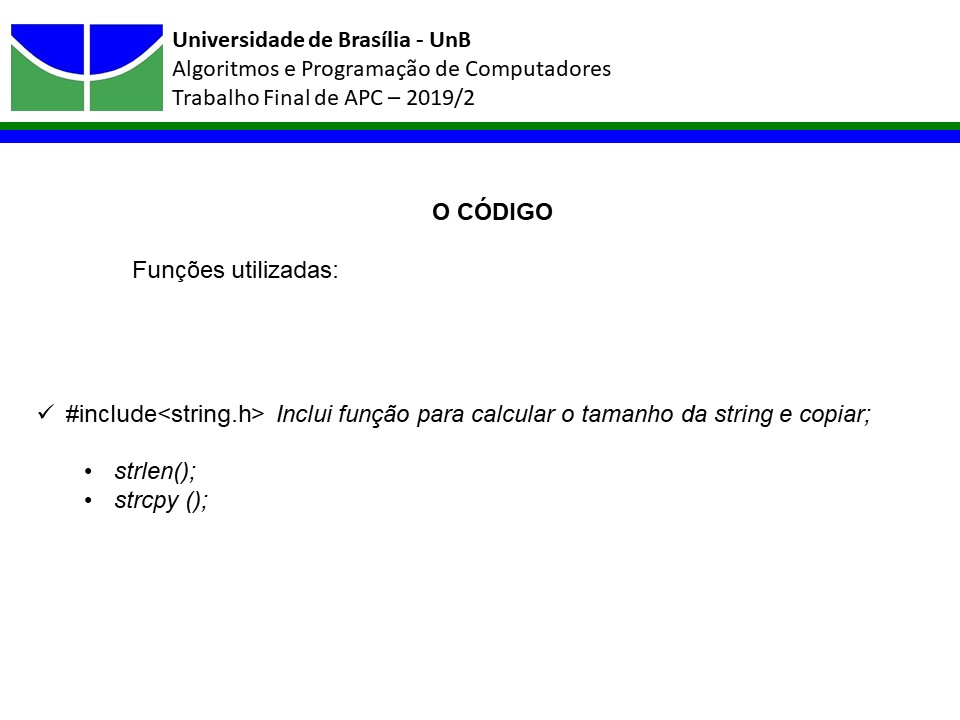 Universidade de Brasília - UnB
Algoritmos e Programação de Computadores
Trabalho Final de APC – 2019/2
O CÓDIGO
Funções utilizadas:
✓ #include<string.h> Inclui função para calcular o tamanho da string e copiar;
• strlen();
• strcpy ();